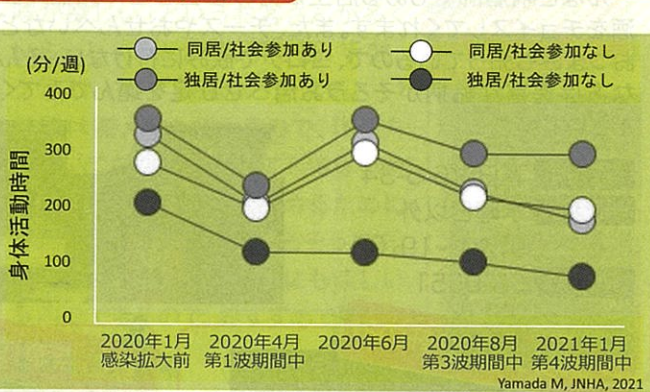 (分/週)
同居/社会参加あり
同居/社会参加なし
独居/社会参加あり
独居/社会参加なし
身体活動時間
400
300
200
100
0
2020年1月
感染拡大前
2020年4月
第1波期間中
2020年6月
2020年8月
第3波期間中
2021年1月
第4波期間中
Yamada M, JNHA, 2021